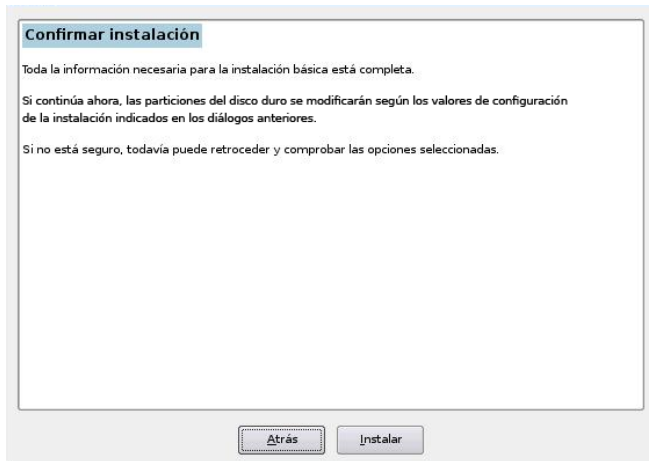 Confirmar instalación
Toda la información necesaria para la instalación básica está completa.
Si continúa ahora, las particiones del disco duro se modificarán según los valores de configuración
de la instalación indicados en los diálogos anteriores.
Si no está seguro, todavía puede retroceder y comprobar las opciones seleccionadas.
Atrás Instalar